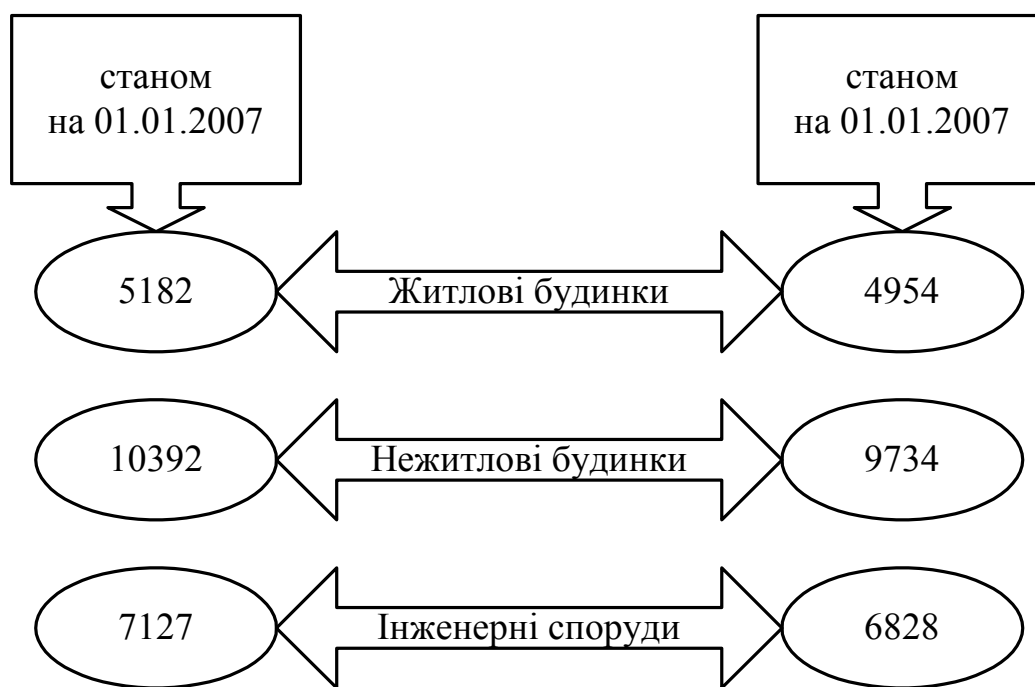 станом
на 01.01.2007
станом
на 01.01.2007
5182
Житлові будинки
4954
10392
Нежитлові будинки
9734
7127
Інженерні споруди
6828